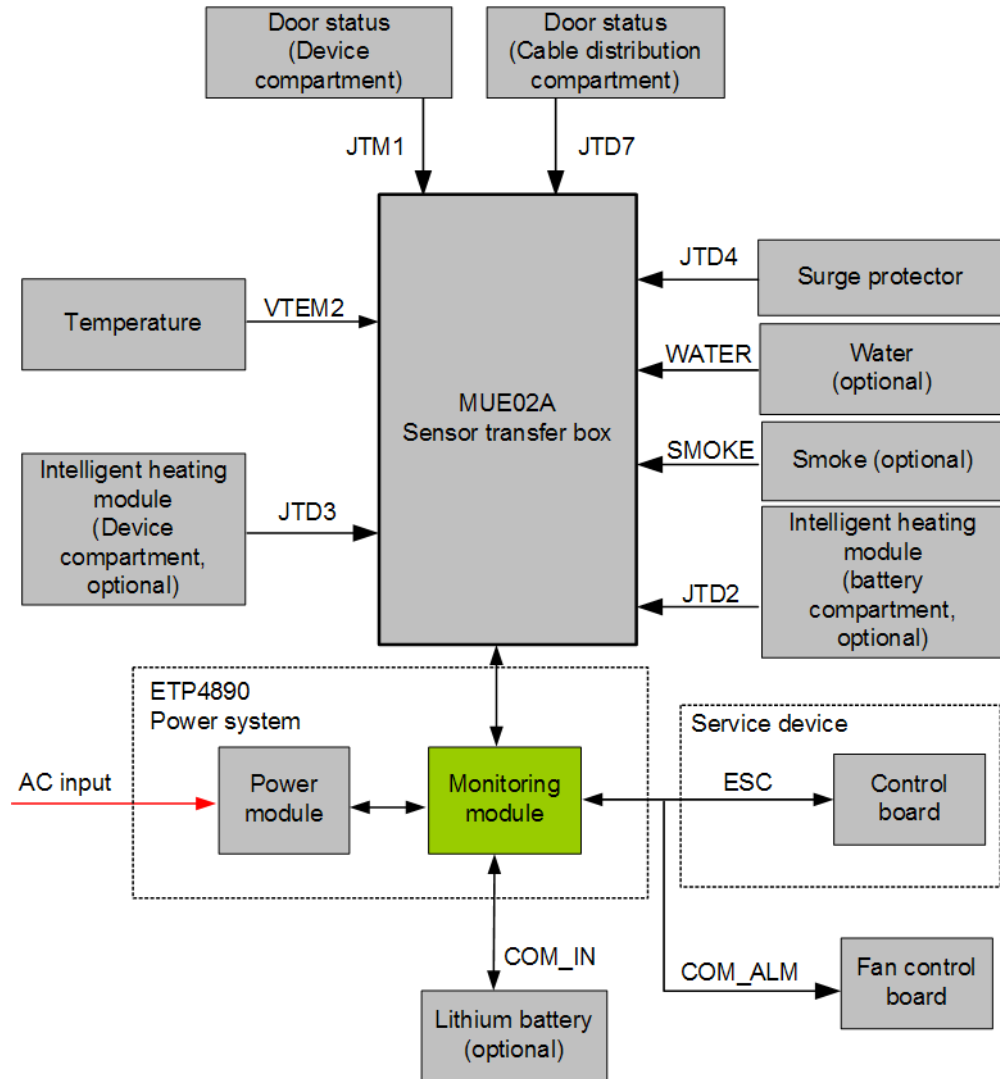 Door status
(Device
compartment)
Door status
(Cable distribution
compartment)
JTM1
JTD7
JTD4
Surge protector
Temperature
VTEM2
WATER
Water
(optional)
MUE02A
Sensor transfer box
SMOKE
Smoke (optional)
Intelligent heating
module
(Device
compartment,
optional)
JTD3
Intelligent heating
module
(battery
compartment,
optional)
JTD2
ETP4890
Power system
Service device
AC input
Power
module
Monitoring
module
ESC
Control
board
COM_IN
COM_ALM
Fan control
board
Lithium battery
(optional)